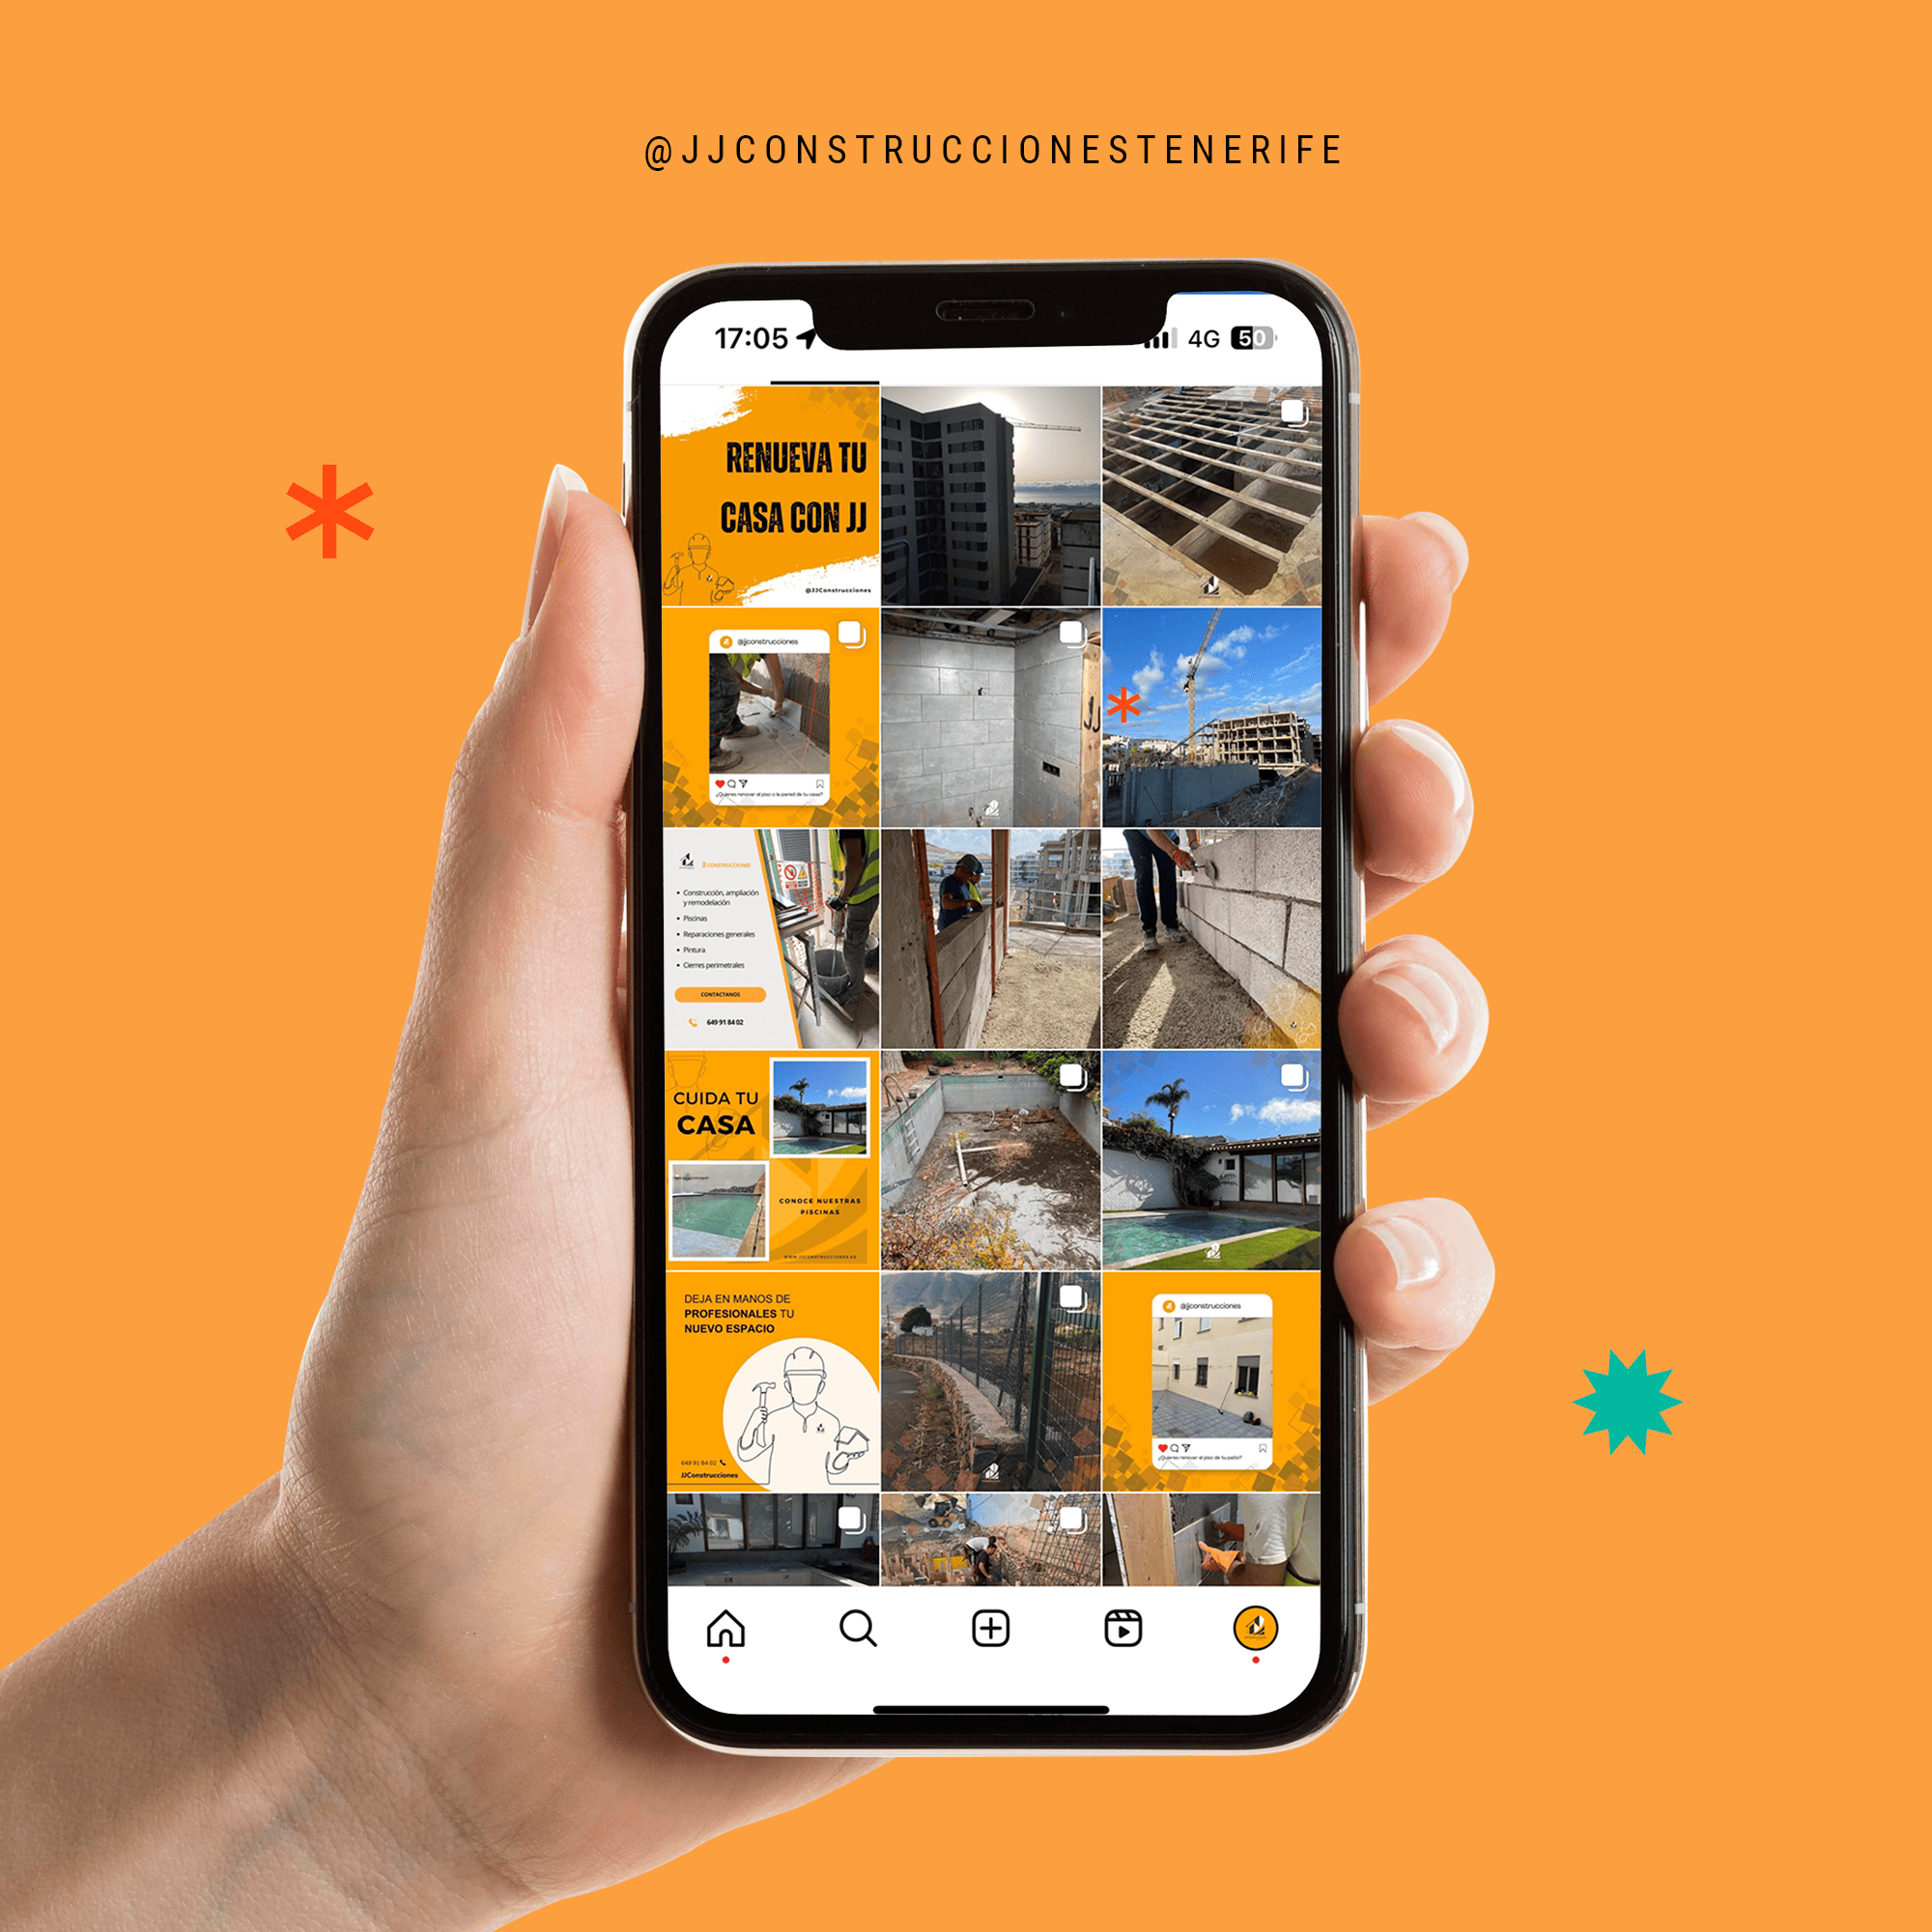 @JJCONSTRUCCIONESTENERIFE
17:05
4G
50
RENUEVA TU
CASA CON JJ
@JJConstrucciones
@jjconstrucciones
¿Quieres renovar el piso o la pared de tu casa?
JJ
JJ CONSTRUCCIONES
• Construcción, ampliación
y remodelación
• Piscinas
• Reparaciones generales
• Pintura
• Cierres perimetrales
CONTACTANOS
649 91 84 02
CUIDA TU
CASA
CONOCE NUESTRAS
PISCINAS
WWW.JJCONSTRUCCIONES.ES
DEJA EN MANOS DE
PROFESIONALES TU
NUEVO ESPACIO
649 91 84 02
JJConstrucciones
@jjconstrucciones
¿Quieres renovar el piso de tu patio?